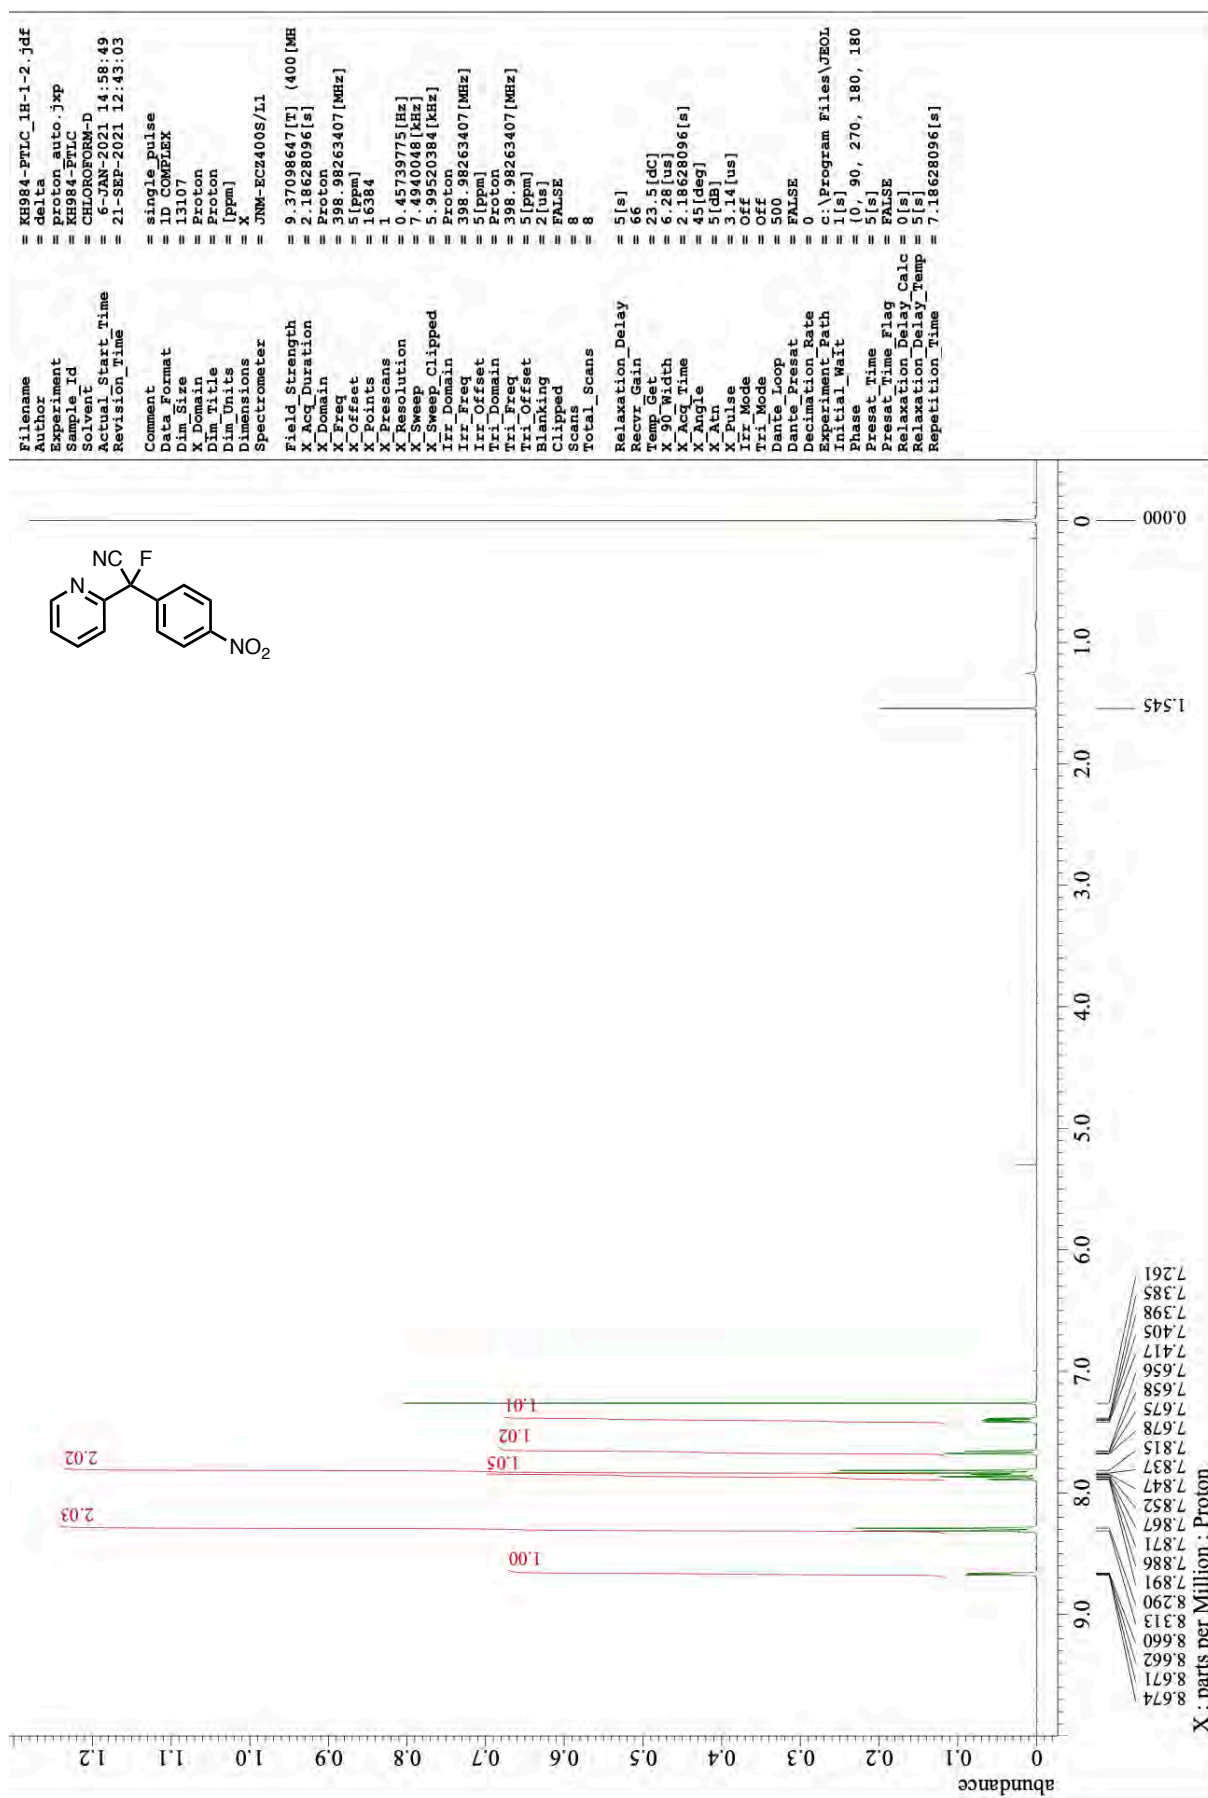 Filename = KH984-PTLC_1H-1-2.jdf
Author = delta
Experiment = proton_auto.jxp
Sample_Id = KH984-PTLC
Solvent = CHLOROFORM-D
Actual_Start_Time = 6-JAN-2021 14:58:49
Revision_Time = 21-SEP-2021 12:43:03
Comment = single_pulse
Data_Format = 1D COMPLEX
Dim_Size = 13107
X_Domain = Proton
Dim_Title = Proton
Dim_Units = [ppm]
Dimensions = X
Spectrometer = JNM-ECZ400S/L1
Field_Strength = 9.37098647[T] (400[MH
X_Acq_Duration = 2.18628096[s]
X_Domain = Proton
X_Freq = 398.98263407[MHz]
X_Offset = 5[ppm]
X_Points = 16384
X_Prescans = 1
X_Resolution = 0.45739775[Hz]
X_Sweep = 7.4940048[kHz]
X_Sweep_Clipped = 5.99520384[kHz]
Irr_Domain = Proton
Irr_Freq = 398.98263407[MHz]
Irr_Offset = 5[ppm]
Tri_Domain = Proton
Tri_Freq = 398.98263407[MHz]
Tri_Offset = 5[ppm]
Blanking = 2[us]
Clipped = FALSE
Scans = 8
Total_Scans = 8
Relaxation_Delay = 5[s]
Recvr_Gain = 66
Temp_Get = 23.5[dC]
X_90_Width = 6.28[us]
X_Acq_Time = 2.18628096[s]
X_Angle = 45[deg]
X_Atn = 5[dB]
X_Pulse = 3.14[us]
Irr_Mode = Off
Tri_Mode = Off
Dante_Loop = 500
Dante_Presat = FALSE
Decimation_Rate = 0
Experiment_Path = c:\Program Files\JEOL
Initial_Wait = 1[s]
Phase = {0, 90, 270, 180, 180
Presat_Time = 5[s]
Presat_Time_Flag = FALSE
Relaxation_Delay_Calc = 0[s]
Relaxation_Delay_Temp = 5[s]
Repetition_Time = 7.18628096[s]
NC F
N
NO2
abundance
0 0.1 0.2 0.3 0.4 0.5 0.6 0.7 0.8 0.9 1.0 1.1 1.2
1.00
2.03
1.05
2.02
1.02
1.01
9.0 8.0 7.0 6.0 5.0 4.0 3.0 2.0 1.0 0
8.674
8.671
8.662
8.660
8.313
8.290
7.891
7.886
7.871
7.867
7.852
7.847
7.837
7.815
7.678
7.675
7.658
7.656
7.417
7.405
7.398
7.385
7.261
1.545
0.000
X : parts per Million : Proton